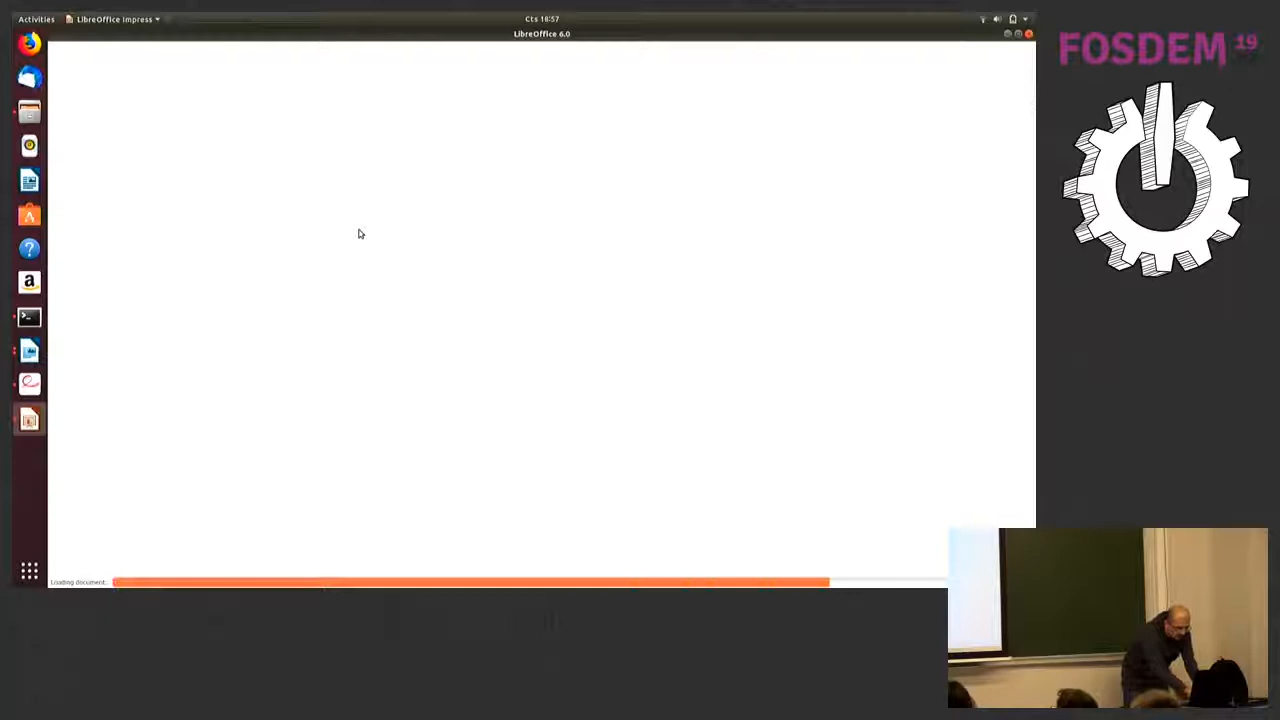 Activities
LibreOffice Impress
Cts 18:57
LibreOffice 6.0
FOSDEM 19
Loading document: